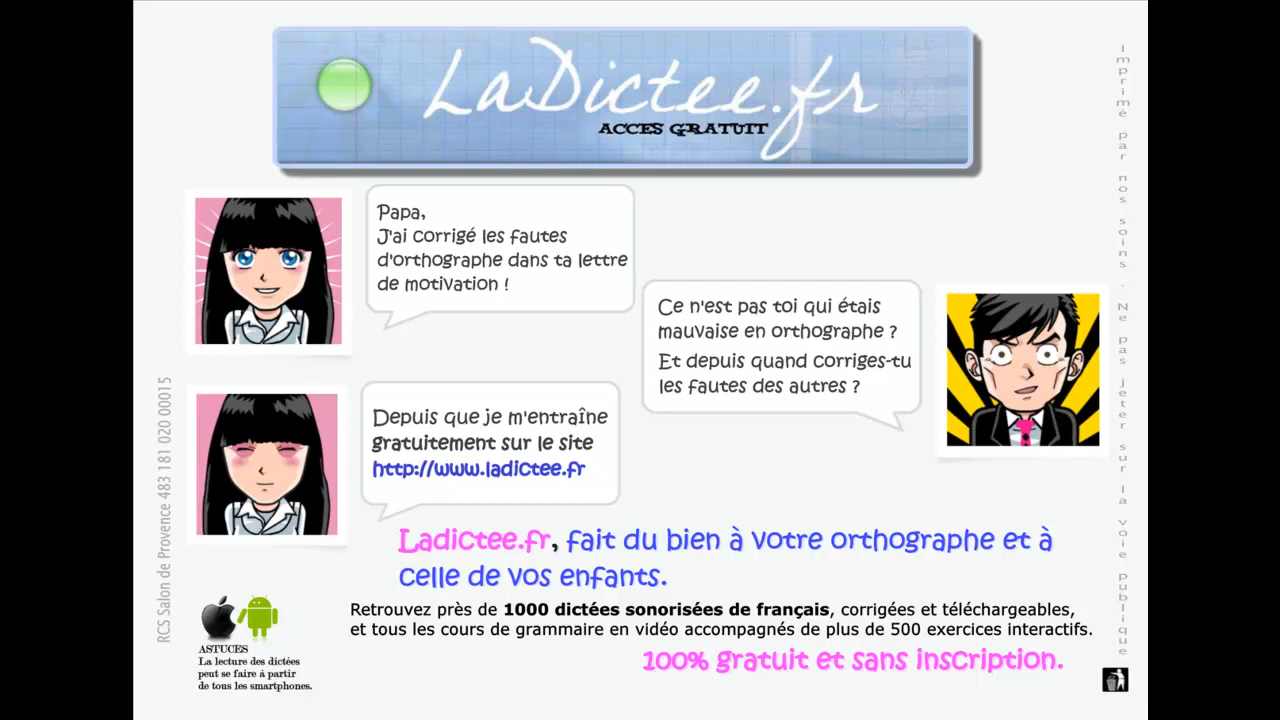 LaDictee.fr
ACCES GRATUIT
Papa,
J'ai corrigé les fautes
d'orthographe dans ta lettre
de motivation !
Ce n'est pas toi qui étais
mauvaise en orthographe ?
Et depuis quand corriges-tu
les fautes des autres ?
Depuis que je m'entraîne
gratuitement sur le site
http://www.ladictee.fr
Ladictee.fr, fait du bien à votre orthographe et à
celle de vos enfants.
Retrouvez près de 1000 dictées sonorisées de français, corrigées et téléchargeables,
et tous les cours de grammaire en vidéo accompagnés de plus de 500 exercices interactifs.
100% gratuit et sans inscription.
ASTUCES
La lecture des dictées
peut se faire à partir
de tous les smartphones.
RCS Salon de Provence 483 181 020 00015
Imprimé par nos soins - Ne pas jeter sur la voie publique